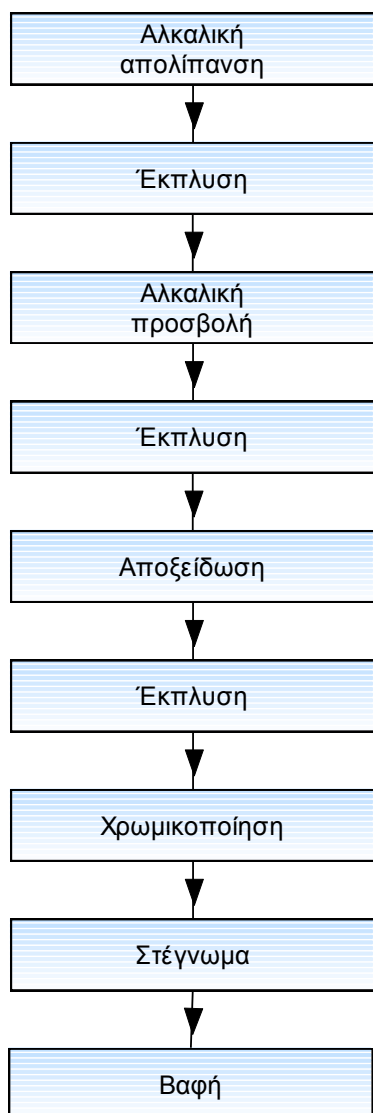 Αλκαλική
απολίπανση
Έκπλυση
Αλκαλική
προσβολή
Έκπλυση
Αποξείδωση
Έκπλυση
Χρωμικοποίηση
Στέγνωμα
Βαφή